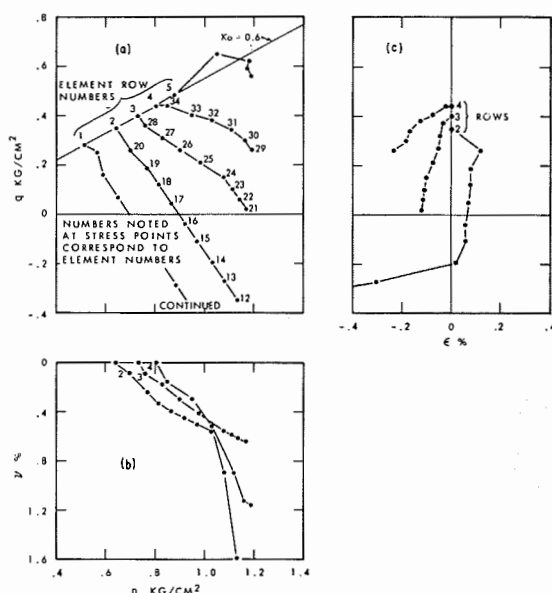 (a)
Ko = 0.6
ELEMENT ROW
NUMBERS
1 2 3 4 5
34 33 32 31 30 29
28 27 26 25 24 23 22 21
20 19 18 17 16 15 14 13 12
NUMBERS NOTED
AT STRESS POINTS
CORRESPOND TO
ELEMENT NUMBERS
CONTINUED
q KG/CM²
.8 .6 .4 .2 0 -.2 -.4
(c)
4
3 ROWS
2
-.4 -.2 0 .2 .4
ϵ %
(b)
2 3 4
ν %
0 .4 .8 1.2 1.6
.4 .6 .8 1.0 1.2 1.4
KG/CM²